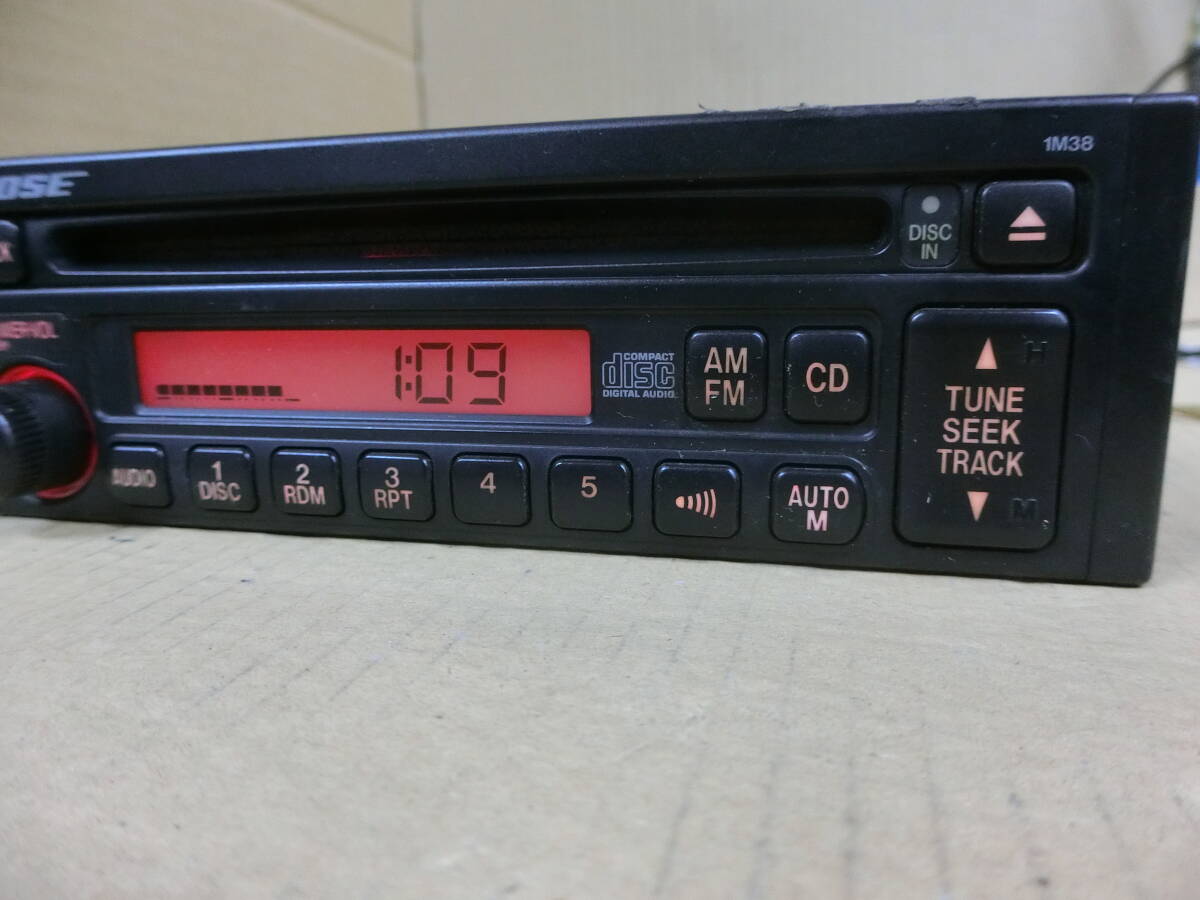 1M38
DISC
IN
1:09
COMPACT
disc
DIGITAL AUDIO
AM
FM
CD
H
TUNE
SEEK
TRACK
M
AUDIO
1
DISC
2
RDM
3
RPT
4
5
AUTO
M